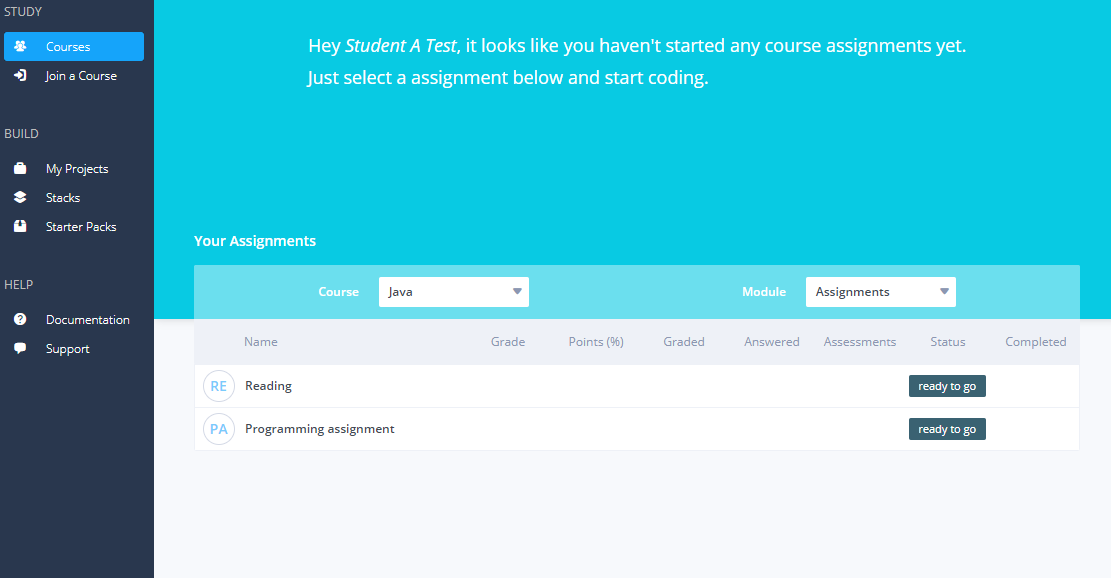 STUDY
Courses
Join a Course
BUILD
My Projects
Stacks
Starter Packs
HELP
Documentation
Support
Hey Student A Test, it looks like you haven't started any course assignments yet.
Just select a assignment below and start coding.
Your Assignments
Course Java Module Assignments
Name Grade Points (%) Graded Answered Assessments Status Completed
RE Reading ready to go
PA Programming assignment ready to go